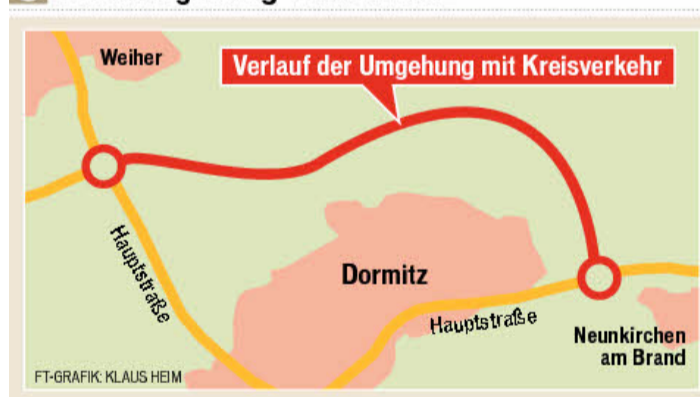 Weiher
Verlauf der Umgehung mit Kreisverkehr
Hauptstraße
Dormitz
Hauptstraße
Neunkirchen
am Brand
FT-GRAFIK: KLAUS HEIM